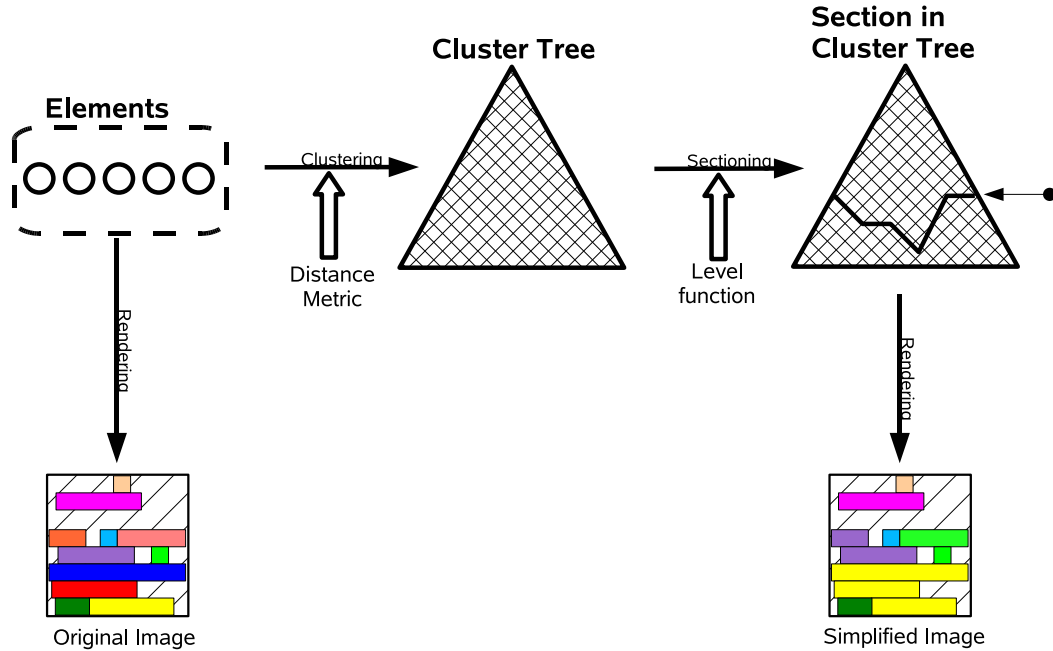 Section in
Cluster Tree
Cluster Tree
Elements
Clustering
Sectioning
Distance
Metric
Level
function
Rendering
Rendering
Original Image
Simplified Image